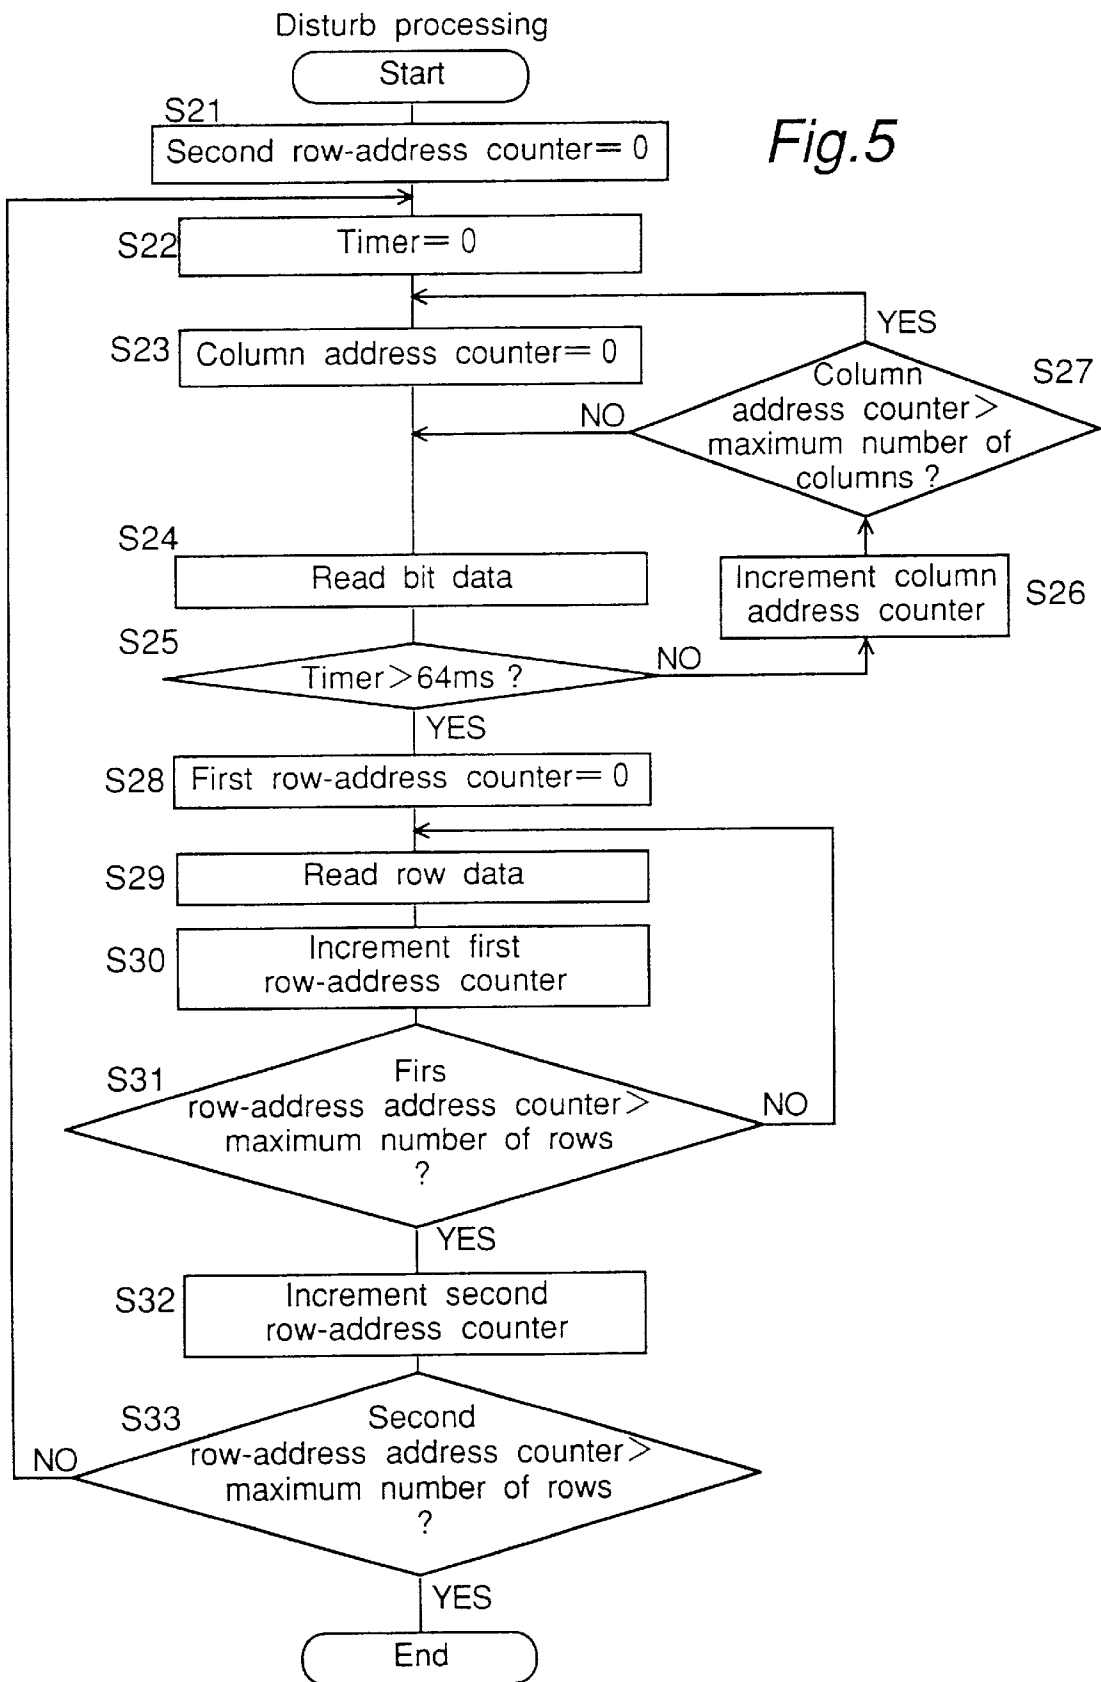 Disturb processing
Start
Fig.5
S21
Second row-address counter=0
S22
Timer=0
S23
Column address counter=0
YES
S27
Column
address counter>
maximum number of
columns ?
NO
S24
Read bit data
Increment column
address counter
S26
S25
Timer>64ms ?
NO
YES
S28
First row-address counter=0
S29
Read row data
S30
Increment first
row-address counter
S31
Firs
row-address address counter>
maximum number of rows
?
NO
YES
S32
Increment second
row-address counter
S33
Second
row-address address counter>
maximum number of rows
?
NO
YES
End